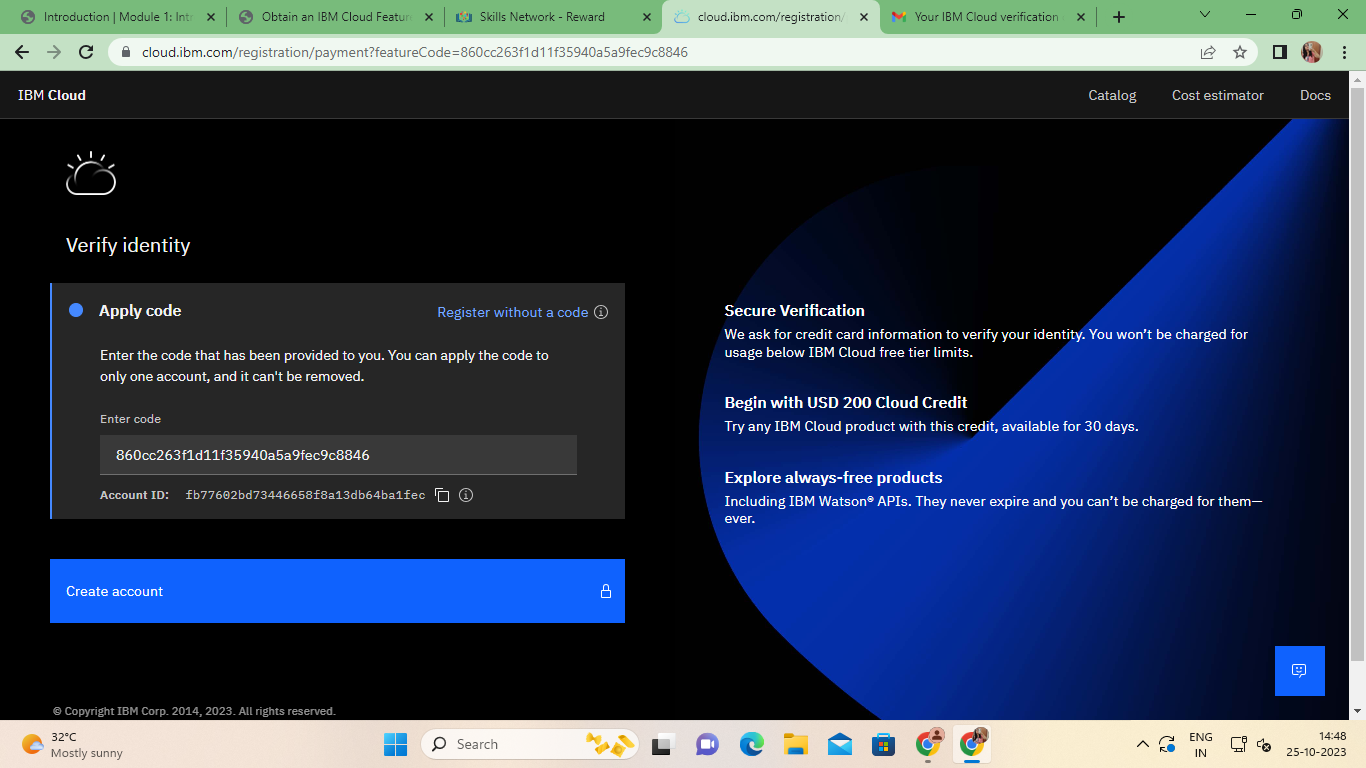 Introduction | Module 1: Intr
Obtain an IBM Cloud Featur
Skills Network - Reward
cloud.ibm.com/registration/
Your IBM Cloud verification
cloud.ibm.com/registration/payment?featureCode=860cc263f1d11f35940a5a9fec9c8846
IBM Cloud
Catalog
Cost estimator
Docs
Verify identity
Apply code
Register without a code
Enter the code that has been provided to you. You can apply the code to
only one account, and it can't be removed.
Enter code
860cc263f1d11f35940a5a9fec9c8846
Account ID: fb77602bd73446658f8a13db64ba1fec
Create account
Secure Verification
We ask for credit card information to verify your identity. You won’t be charged for
usage below IBM Cloud free tier limits.
Begin with USD 200 Cloud Credit
Try any IBM Cloud product with this credit, available for 30 days.
Explore always-free products
Including IBM Watson® APIs. They never expire and you can’t be charged for them—
ever.
© Copyright IBM Corp. 2014, 2023. All rights reserved.
32°C
Mostly sunny
Search
ENG
IN
14:48
25-10-2023